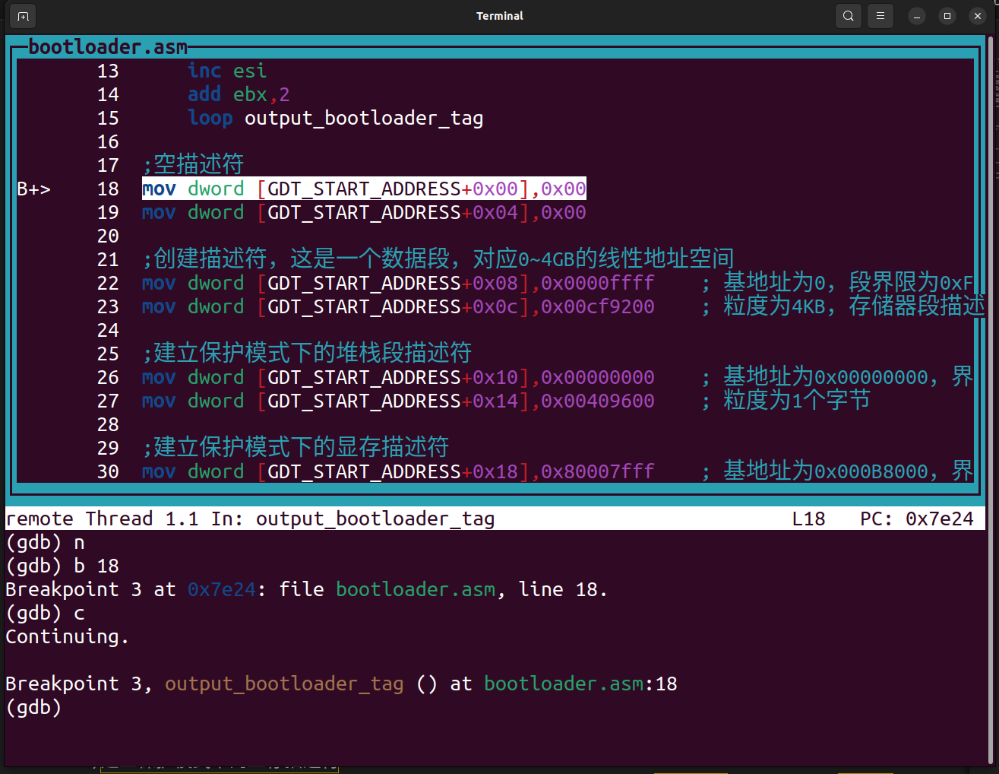 Terminal
bootloader.asm
13 inc esi
14 add ebx,2
15 loop output_bootloader_tag
16
17 ;空描述符
B+> 18 mov dword [GDT_START_ADDRESS+0x00],0x00
19 mov dword [GDT_START_ADDRESS+0x04],0x00
20
21 ;创建描述符，这是一个数据段，对应0~4GB的线性地址空间
22 mov dword [GDT_START_ADDRESS+0x08],0x0000ffff ; 基地址为0，段界限为0xF
23 mov dword [GDT_START_ADDRESS+0x0c],0x00cf9200 ; 粒度为4KB，存储器段描述
24
25 ;建立保护模式下的堆栈段描述符
26 mov dword [GDT_START_ADDRESS+0x10],0x00000000 ; 基地址为0x00000000，界
27 mov dword [GDT_START_ADDRESS+0x14],0x00409600 ; 粒度为1个字节
28
29 ;建立保护模式下的显存描述符
30 mov dword [GDT_START_ADDRESS+0x18],0x80007fff ; 基地址为0x000B8000，界
remote Thread 1.1 In: output_bootloader_tag L18 PC: 0x7e24
(gdb) n
(gdb) b 18
Breakpoint 3 at 0x7e24: file bootloader.asm, line 18.
(gdb) c
Continuing.
Breakpoint 3, output_bootloader_tag () at bootloader.asm:18
(gdb)